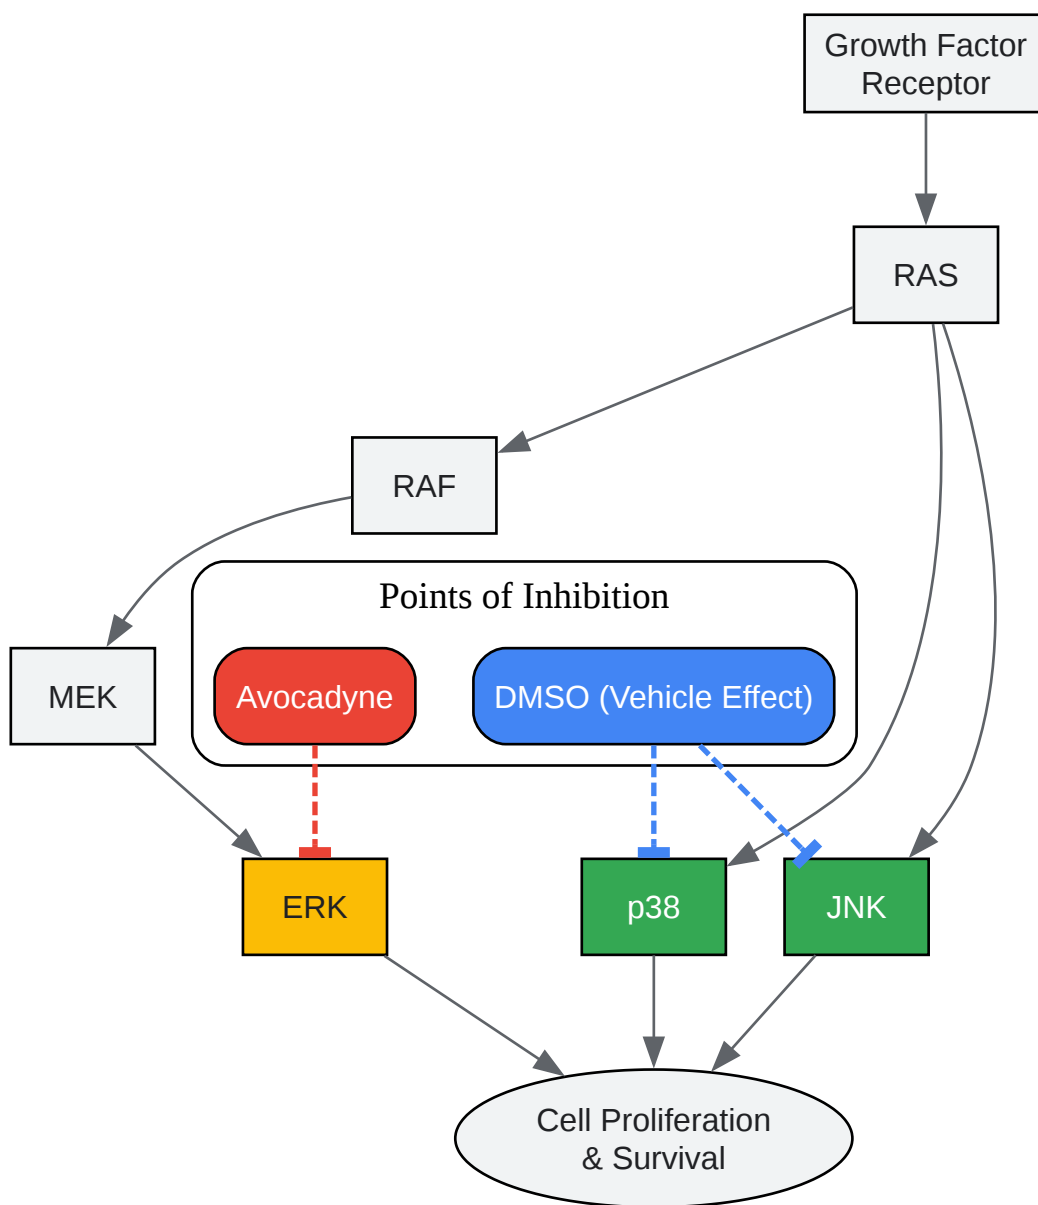 Growth Factor
Receptor
RAS
RAF
Points of Inhibition
MEK
Avocadyne
DMSO (Vehicle Effect)
ERK
p38
JNK
Cell Proliferation
& Survival